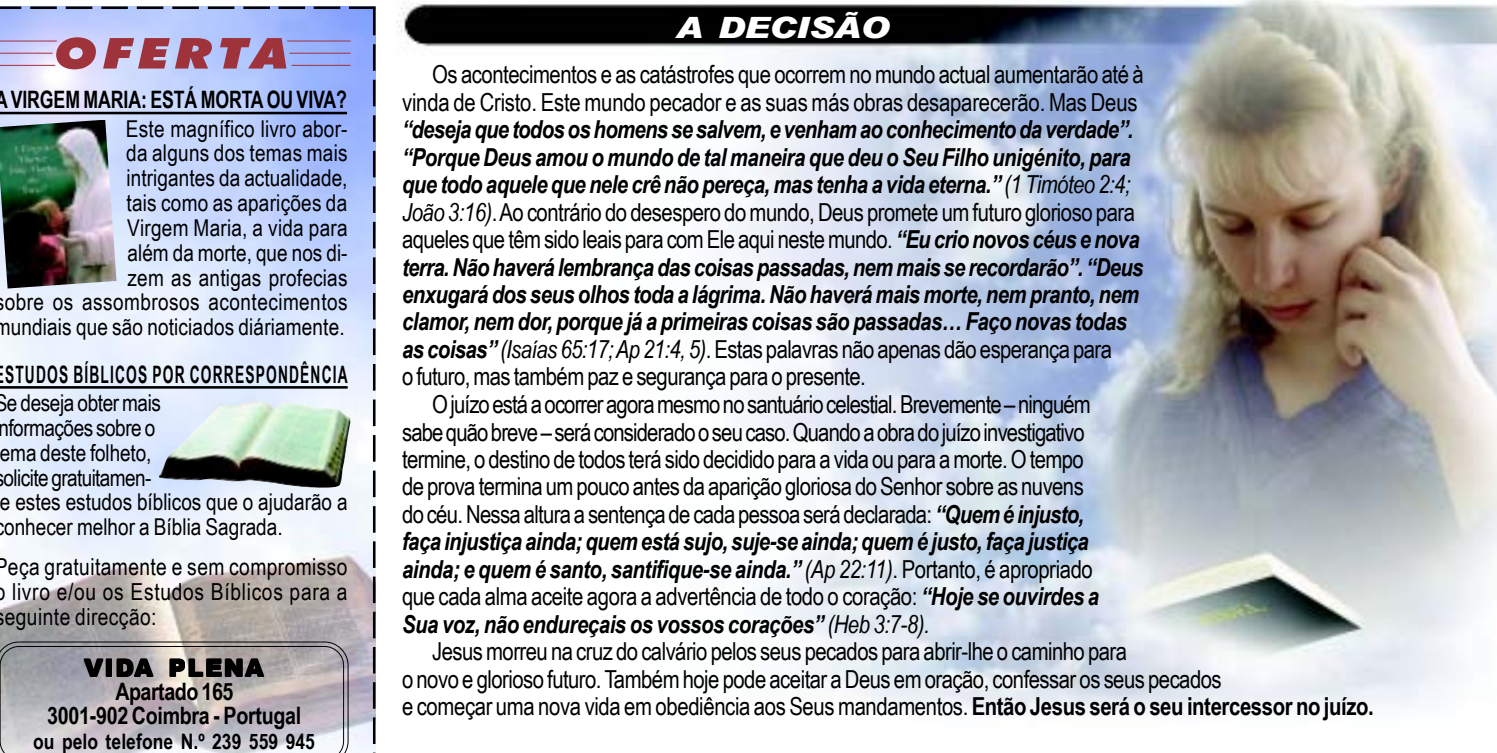 OFERTA
A VIRGEM MARIA: ESTÁ MORTA OU VIVA?
Este magnífico livro abor-
da alguns dos temas mais
intrigantes da actualidade,
tais como as aparições da
Virgem Maria, a vida para
além da morte, que nos di-
zem as antigas profecias
sobre os assombrosos acontecimentos
mundiais que são noticiados diáriamente.
ESTUDOS BÍBLICOS POR CORRESPONDÊNCIA
Se deseja obter mais
informações sobre o
tema deste folheto,
solicite gratuitamen-
te estes estudos bíblicos que o ajudarão a
conhecer melhor a Bíblia Sagrada.
Peça gratuitamente e sem compromisso
o livro e/ou os Estudos Bíblicos para a
seguinte direcção:
VIDA PLENA
Apartado 165
3001-902 Coimbra - Portugal
ou pelo telefone N.º 239 559 945
A DECISÃO
Os acontecimentos e as catástrofes que ocorrem no mundo actual aumentarão até à
vinda de Cristo. Este mundo pecador e as suas más obras desaparecerão. Mas Deus
“deseja que todos os homens se salvem, e venham ao conhecimento da verdade”.
“Porque Deus amou o mundo de tal maneira que deu o Seu Filho unigénito, para
que todo aquele que nele crê não pereça, mas tenha a vida eterna.” (1 Timóteo 2:4;
João 3:16). Ao contrário do desespero do mundo, Deus promete um futuro glorioso para
aqueles que têm sido leais para com Ele aqui neste mundo. “Eu crio novos céus e nova
terra. Não haverá lembrança das coisas passadas, nem mais se recordarão”. “Deus
enxugará dos seus olhos toda a lágrima. Não haverá mais morte, nem pranto, nem
clamor, nem dor, porque já a primeiras coisas são passadas… Faço novas todas
as coisas” (Isaías 65:17; Ap 21:4, 5). Estas palavras não apenas dão esperança para
o futuro, mas também paz e segurança para o presente.
O juízo está a ocorrer agora mesmo no santuário celestial. Brevemente – ninguém
sabe quão breve – será considerado o seu caso. Quando a obra do juízo investigativo
termine, o destino de todos terá sido decidido para a vida ou para a morte. O tempo
de prova termina um pouco antes da aparição gloriosa do Senhor sobre as nuvens
do céu. Nessa altura a sentença de cada pessoa será declarada: “Quem é injusto,
faça injustiça ainda; quem está sujo, suje-se ainda; quem é justo, faça justiça
ainda; e quem é santo, santifique-se ainda.” (Ap 22:11). Portanto, é apropriado
que cada alma aceite agora a advertência de todo o coração: “Hoje se ouvirdes a
Sua voz, não endureçais os vossos corações” (Heb 3:7-8).
Jesus morreu na cruz do calvário pelos seus pecados para abrir-lhe o caminho para
o novo e glorioso futuro. Também hoje pode aceitar a Deus em oração, confessar os seus pecados
e começar uma nova vida em obediência aos Seus mandamentos. Então Jesus será o seu intercessor no juízo.